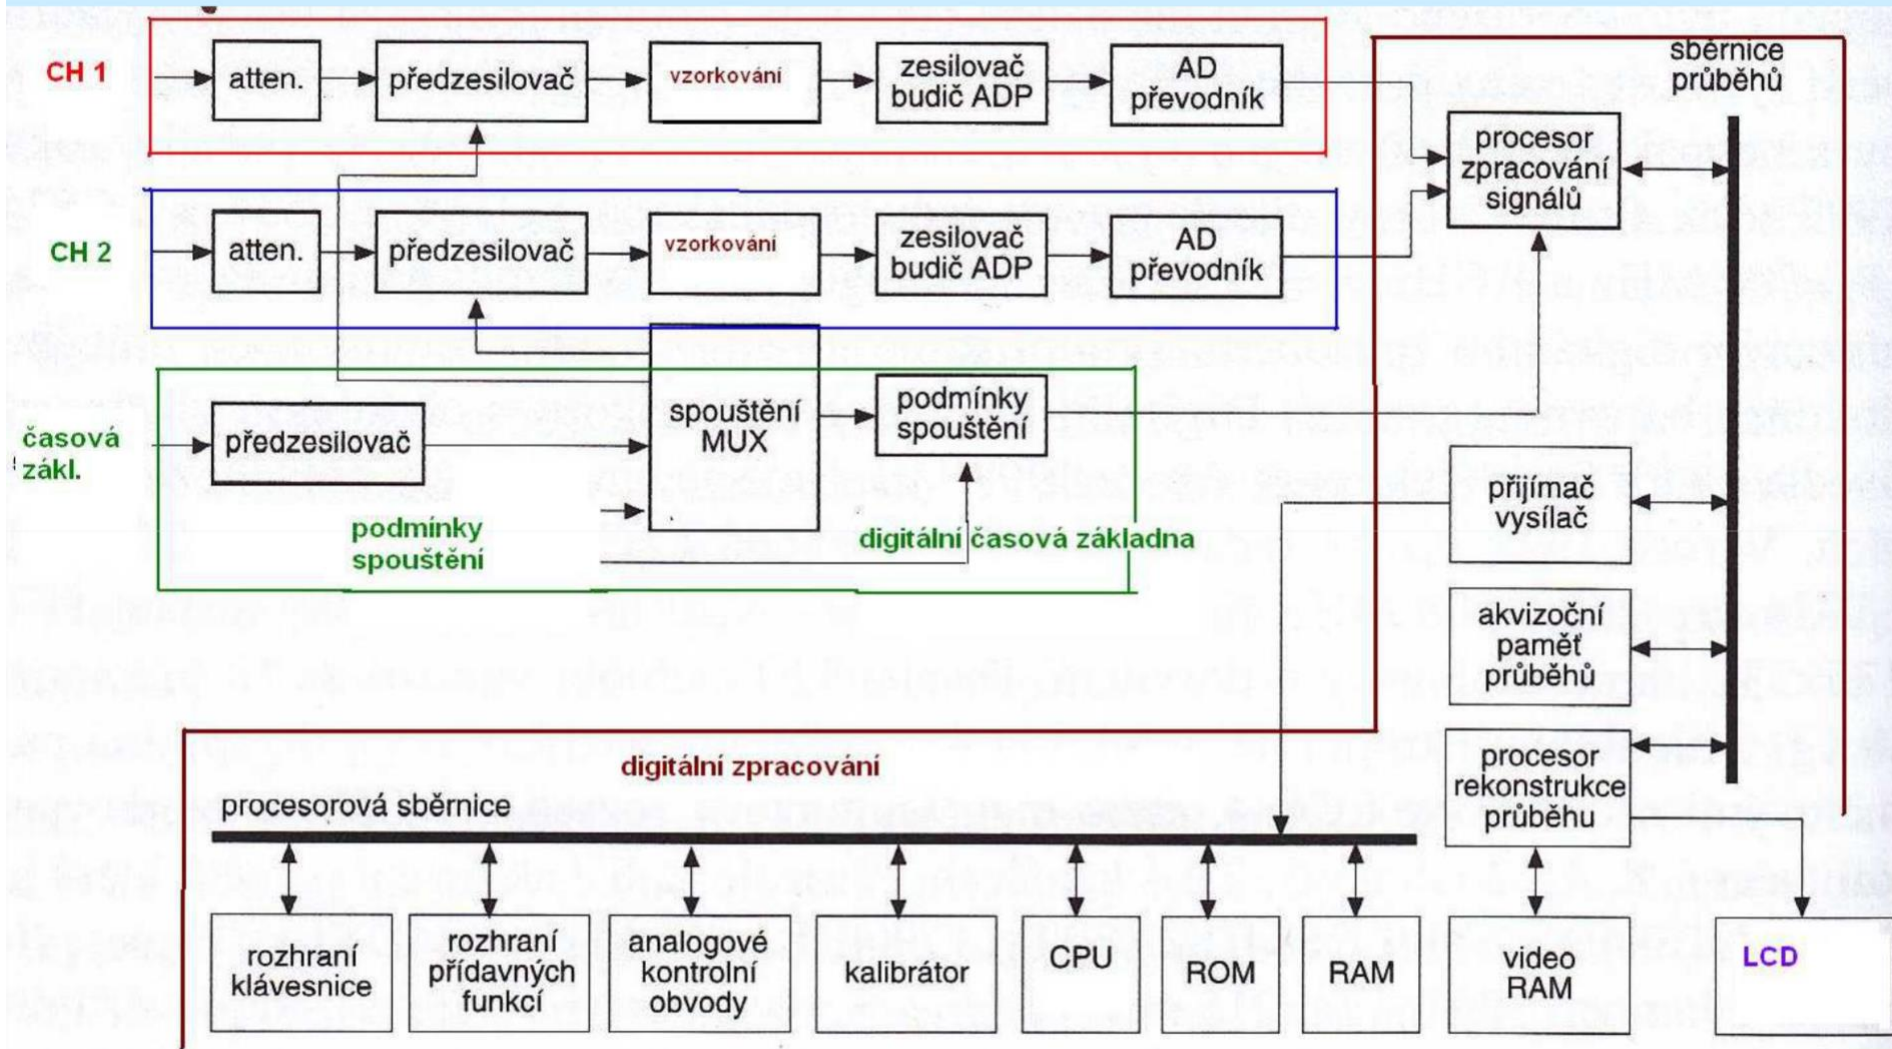 CH 1
atten.
předzesilovač
vzorkování
zesilovač
budič ADP
AD
převodník
sběrnice
průběhů
procesor
zpracování
signálů
CH 2
atten.
předzesilovač
vzorkování
zesilovač
budič ADP
AD
převodník
časová
zákl.
předzesilovač
spouštění
MUX
podmínky
spouštění
podmínky
spouštění
digitální časová základna
přijímač
vysílač
akvizoční
paměť
průběhů
procesor
rekonstrukce
průběhu
digitální zpracování
procesorová sběrnice
rozhraní
klávesnice
rozhraní
přídavných
funkcí
analogové
kontrolní
obvody
kalibrátor
CPU
ROM
RAM
video
RAM
LCD